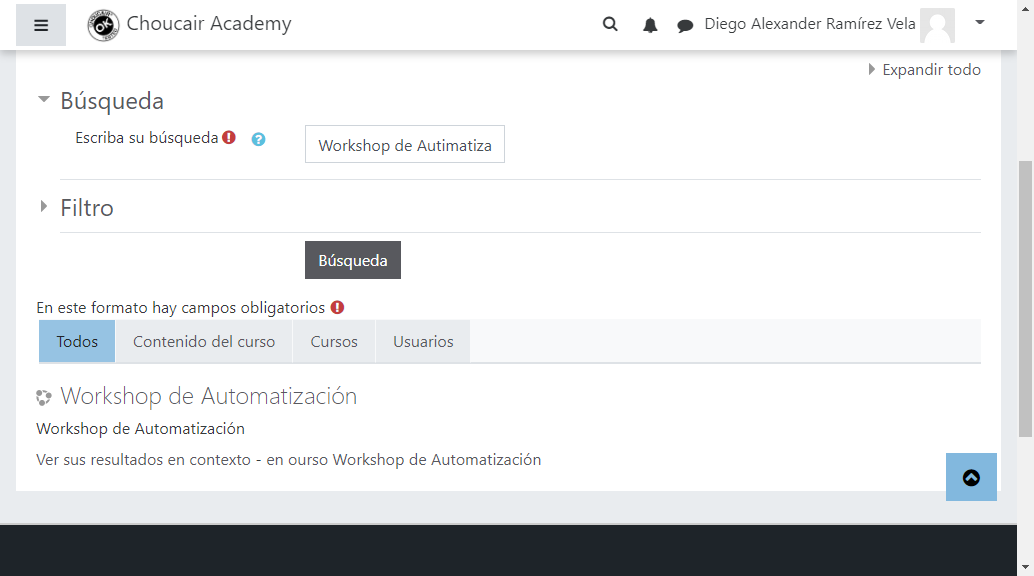 Choucair Academy
Diego Alexander Ramírez Vela
Expandir todo
Búsqueda
Escriba su búsqueda
Workshop de Autimatiza
Filtro
Búsqueda
En este formato hay campos obligatorios
Todos
Contenido del curso
Cursos
Usuarios
Workshop de Automatización
Workshop de Automatización
Ver sus resultados en contexto - en ourso Workshop de Automatización